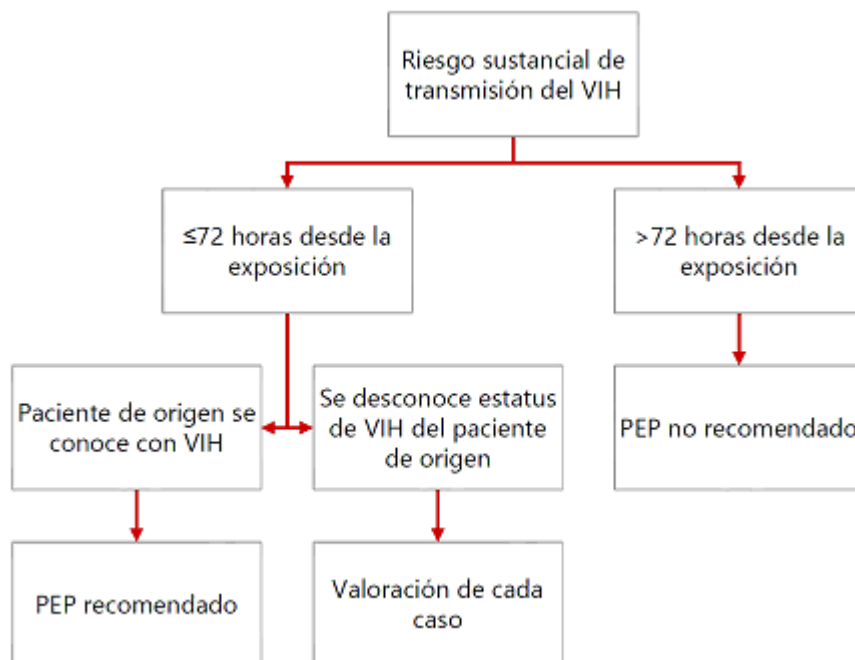 Riesgo sustancial de
transmisión del VIH
≤72 horas desde la
exposición
>72 horas desde la
exposición
Paciente de origen se
conoce con VIH
Se desconoce estatus
de VIH del paciente
de origen
PEP no recomendado
PEP recomendado
Valoración de cada
caso